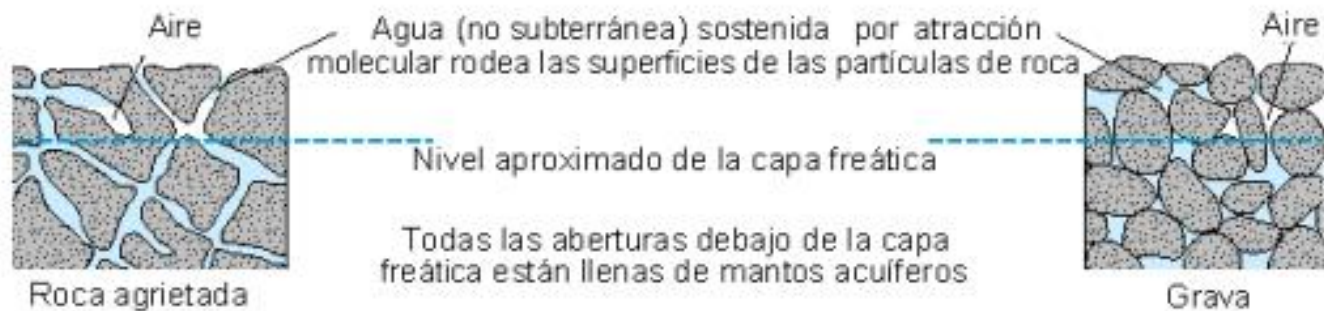 Aire
Agua (no subterránea) sostenida por atracción
molecular rodea las superficies de las partículas de roca
Aire
Nivel aproximado de la capa freática
Todas las aberturas debajo de la capa
freática están llenas de mantos acuíferos
Roca agrietada
Grava